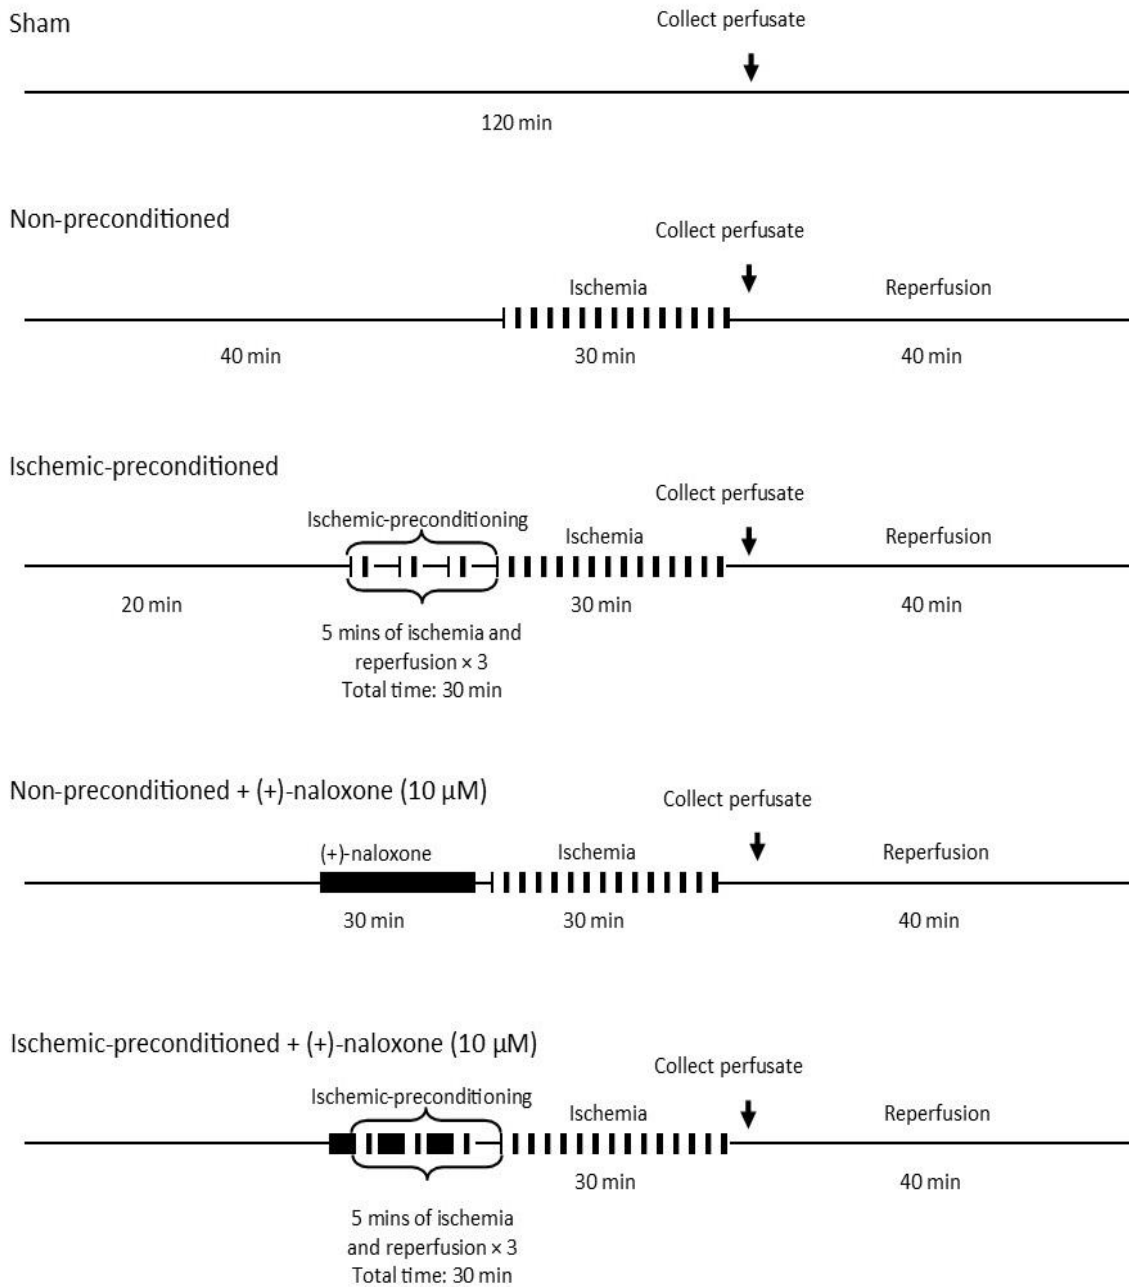 Sham
Collect perfusate
120 min
Non-preconditioned
Collect perfusate
Ischemia
Reperfusion
40 min
30 min
40 min
Ischemic-preconditioned
Collect perfusate
Ischemic-preconditioning
Ischemia
Reperfusion
20 min
30 min
40 min
5 mins of ischemia and
reperfusion × 3
Total time: 30 min
Non-preconditioned + (+)-naloxone (10 µM)
Collect perfusate
(+)-naloxone
Ischemia
Reperfusion
30 min
30 min
40 min
Ischemic-preconditioned + (+)-naloxone (10 µM)
Collect perfusate
Ischemic-preconditioning
Ischemia
Reperfusion
30 min
40 min
5 mins of ischemia
and reperfusion × 3
Total time: 30 min